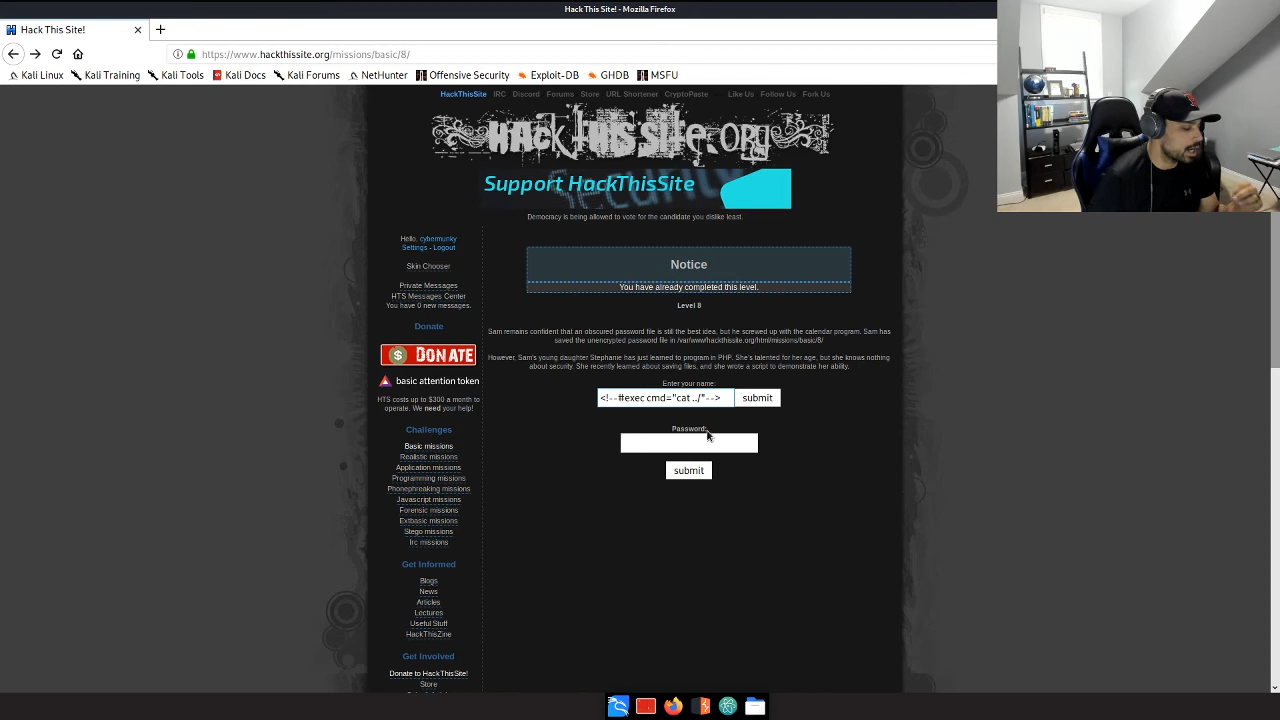 Hack This Site! - Mozilla Firefox
Hack This Site!
https://www.hackthissite.org/missions/basic/8/
Kali Linux Kali Training Kali Tools Kali Docs Kali Forums NetHunter Offensive Security Exploit-DB GHDB MSFU
HackThisSite IRC Discord Forums Store URL Shortener CryptoPaste Like Us Follow Us Fork Us
HACK THIS SITE.ORG
Support HackThisSite
Democracy is being allowed to vote for the candidate you dislike least.
Hello, cybermunky
Settings - Logout
Skin Chooser
Private Messages
HTS Messages Center
You have 0 new messages.
Donate
DONATE
basic attention token
HTS costs up to $300 a month to
operate. We need your help!
Challenges
Basic missions
Realistic missions
Application missions
Programming missions
Phonephreaking missions
Javascript missions
Forensic missions
Extbasic missions
Stego missions
Irc missions
Get Informed
Blogs
News
Articles
Lectures
Useful Stuff
HackThisZine
Get Involved
Donate to HackThisSite!
Store
Notice
You have already completed this level.
Level 8
Sam remains confident that an obscured password file is still the best idea, but he screwed up with the calendar program. Sam has
saved the unencrypted password file in /var/www/hackthissite.org/html/missions/basic/8/
However, Sam's young daughter Stephanie has just learned to program in PHP. She's talented for her age, but she knows nothing
about security. She recently learned about saving files, and she wrote a script to demonstrate her ability.
Enter your name:
<!--#exec cmd="cat ../"--> submit
Password:
submit